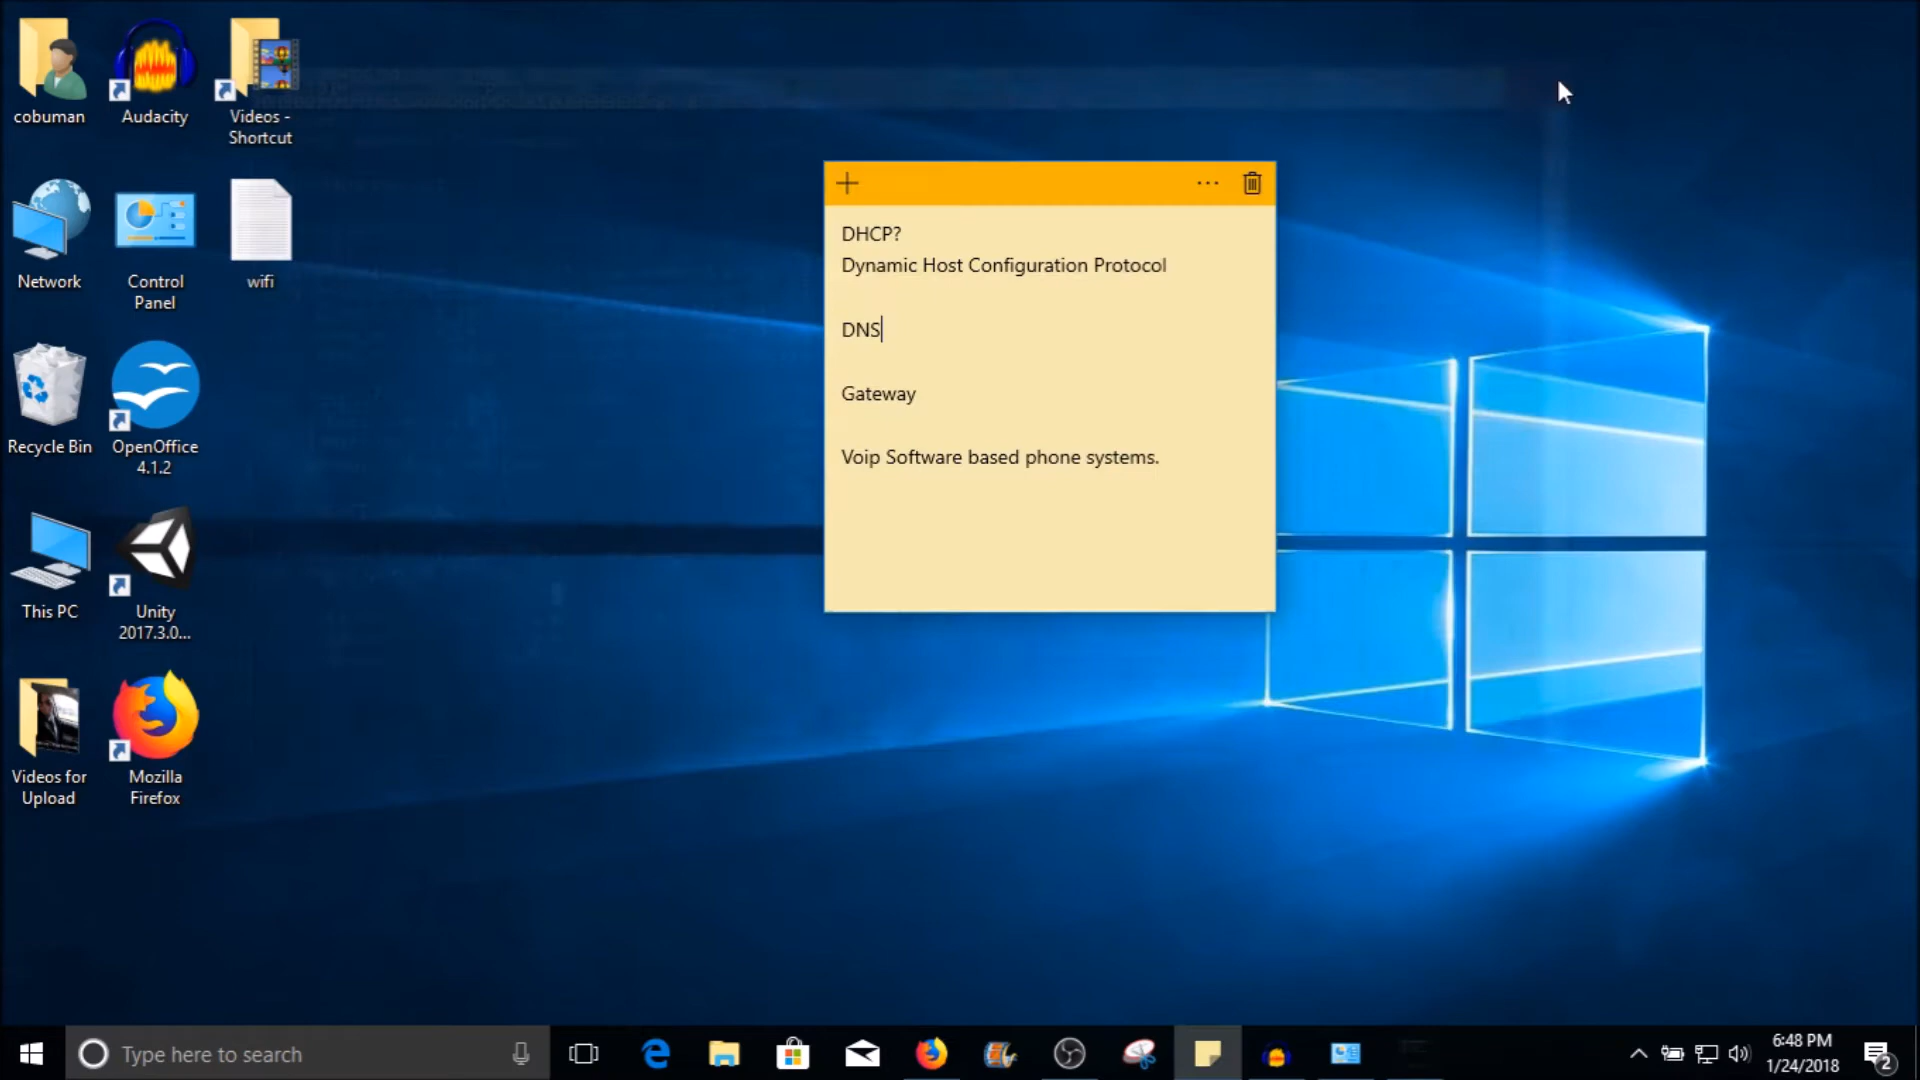 cobuman
Audacity
Videos -
Shortcut
Network
Control
Panel
wifi
Recycle Bin
OpenOffice
4.1.2
This PC
Unity
2017.3.0...
Videos for
Upload
Mozilla
Firefox
DHCP?
Dynamic Host Configuration Protocol
DNS
Gateway
Voip Software based phone systems.
Type here to search
6:48 PM
1/24/2018
2